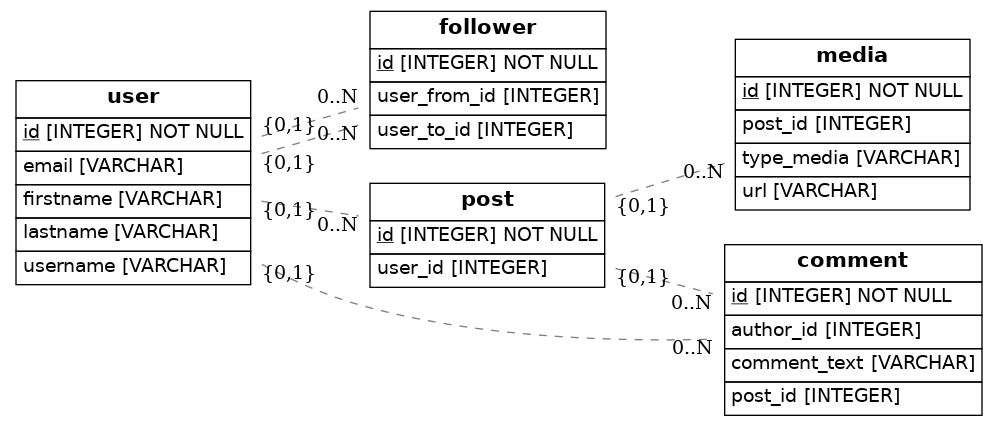 user
id [INTEGER] NOT NULL
email [VARCHAR]
firstname [VARCHAR]
lastname [VARCHAR]
username [VARCHAR]
follower
id [INTEGER] NOT NULL
user_from_id [INTEGER]
user_to_id [INTEGER]
post
id [INTEGER] NOT NULL
user_id [INTEGER]
media
id [INTEGER] NOT NULL
post_id [INTEGER]
type_media [VARCHAR]
url [VARCHAR]
comment
id [INTEGER] NOT NULL
author_id [INTEGER]
comment_text [VARCHAR]
post_id [INTEGER]
0..N
{0,1}
0..N
{0,1}
{0,1}
0..N
{0,1}
0..N
0..N
{0,1}
{0,1}
0..N